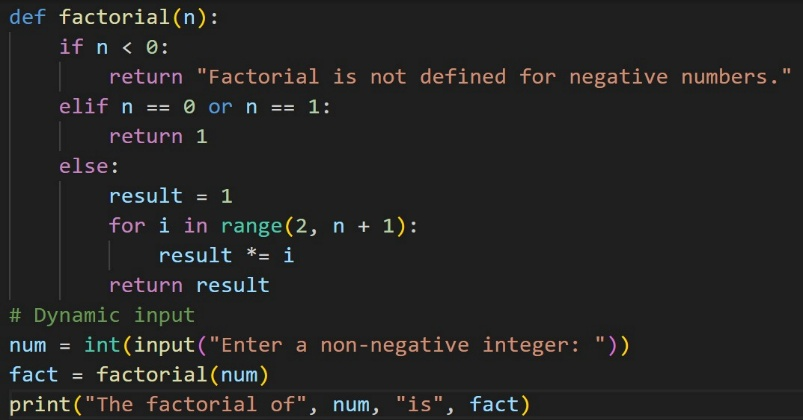 def factorial(n):
    if n < 0:
        return "Factorial is not defined for negative numbers."
    elif n == 0 or n == 1:
        return 1
    else:
        result = 1
        for i in range(2, n + 1):
            result *= i
        return result
# Dynamic input
num = int(input("Enter a non-negative integer: "))
fact = factorial(num)
print("The factorial of", num, "is", fact)